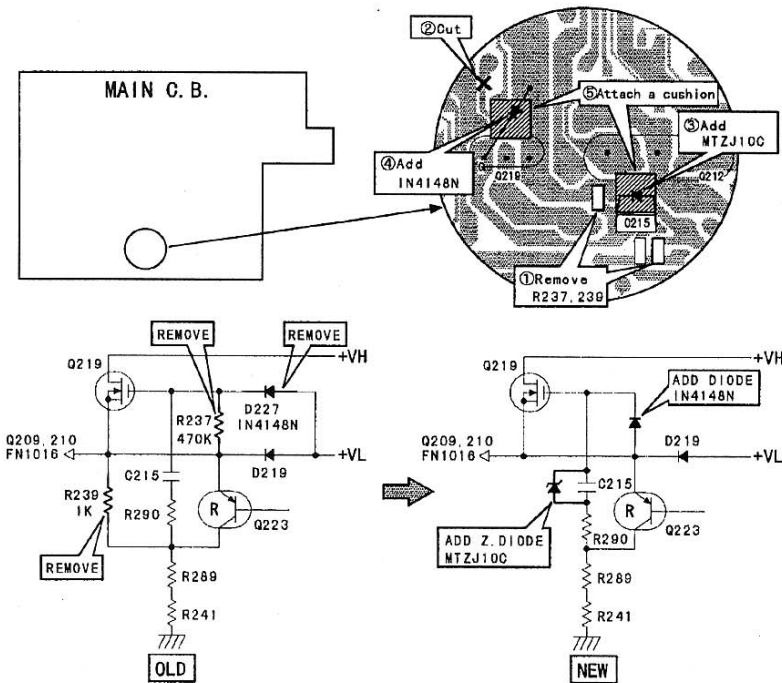 MAIN C.B.
②Cut
⑤Attach a cushion
③Add
MTZJ10C
④Add
IN4148N
Q219
Q212
Q215
①Remove
R237,239
REMOVE
REMOVE
+VH
Q219
D227
IN4148N
R237
470K
Q209,210
FN1016
+VL
D219
C215
R239
1K
R
R290
Q223
REMOVE
R289
R241
OLD
+VH
Q219
ADD DIODE
IN4148N
Q209,210
FN1016
D219
+VL
C215
R
R290
Q223
ADD Z.DIODE
MTZJ10C
R289
R241
NEW